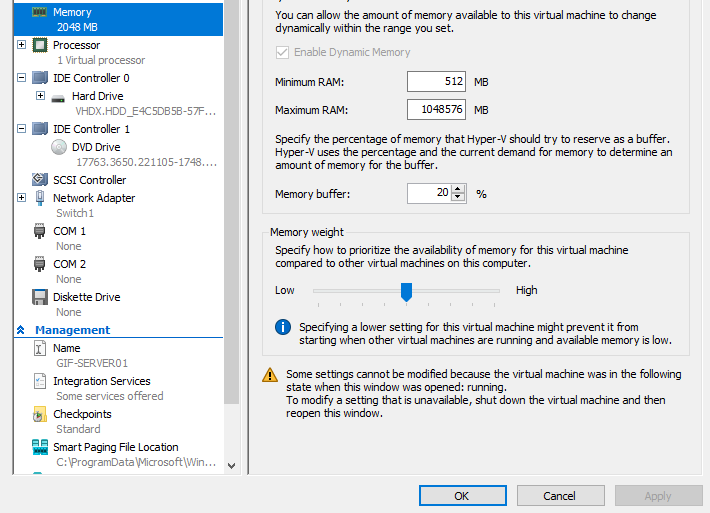 Memory
2048 MB
Processor
1 Virtual processor
IDE Controller 0
Hard Drive
VHDX.HDD_E4C5DB5B-57F...
IDE Controller 1
DVD Drive
17763.3650.221105-1748....
SCSI Controller
Network Adapter
Switch1
COM 1
None
COM 2
None
Diskette Drive
None
Management
Name
GIF-SERVER01
Integration Services
Some services offered
Checkpoints
Standard
Smart Paging File Location
C:\ProgramData\Microsoft\Win...
You can allow the amount of memory available to this virtual machine to change
dynamically within the range you set.
Enable Dynamic Memory
Minimum RAM: 512 MB
Maximum RAM: 1048576 MB
Specify the percentage of memory that Hyper-V should try to reserve as a buffer.
Hyper-V uses the percentage and the current demand for memory to determine an
amount of memory for the buffer.
Memory buffer: 20 %
Memory weight
Specify how to prioritize the availability of memory for this virtual machine
compared to other virtual machines on this computer.
Low High
Specifying a lower setting for this virtual machine might prevent it from
starting when other virtual machines are running and available memory is low.
Some settings cannot be modified because the virtual machine was in the following
state when this window was opened: running.
To modify a setting that is unavailable, shut down the virtual machine and then
reopen this window.
OK Cancel Apply